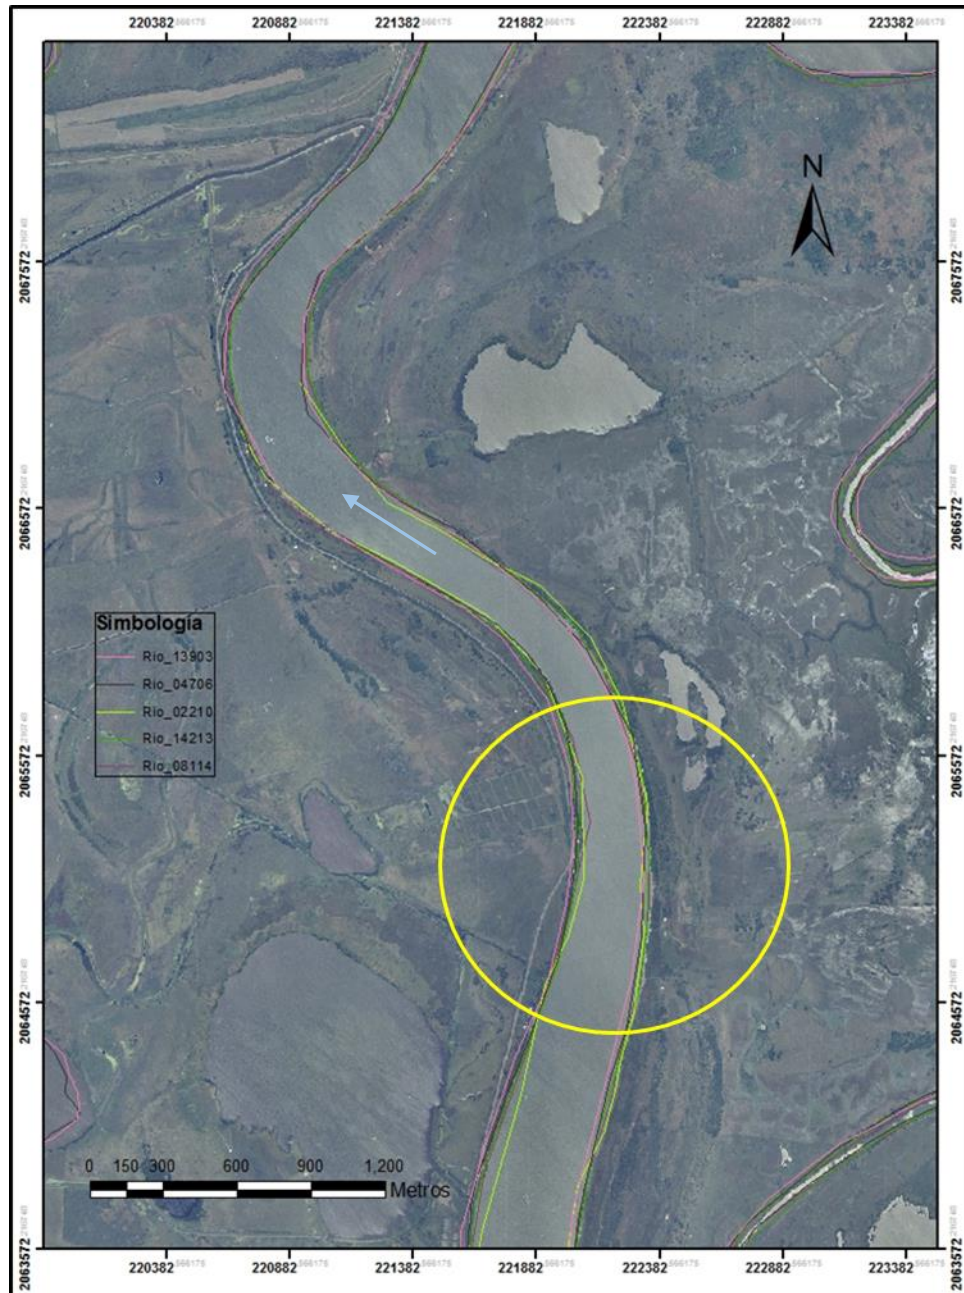 220382 220882 221382 221882 222382 222882 223382
N
2067572 2067572
2066572 2066572
Simbología
Rio_13903
Rio_04706
Rio_02210
Rio_14213
Rio_08114
2065572 2065572
2064572 2064572
0 150 300 600 900 1,200
Metros
2063572 2063572
220382 220882 221382 221882 222382 222882 223382